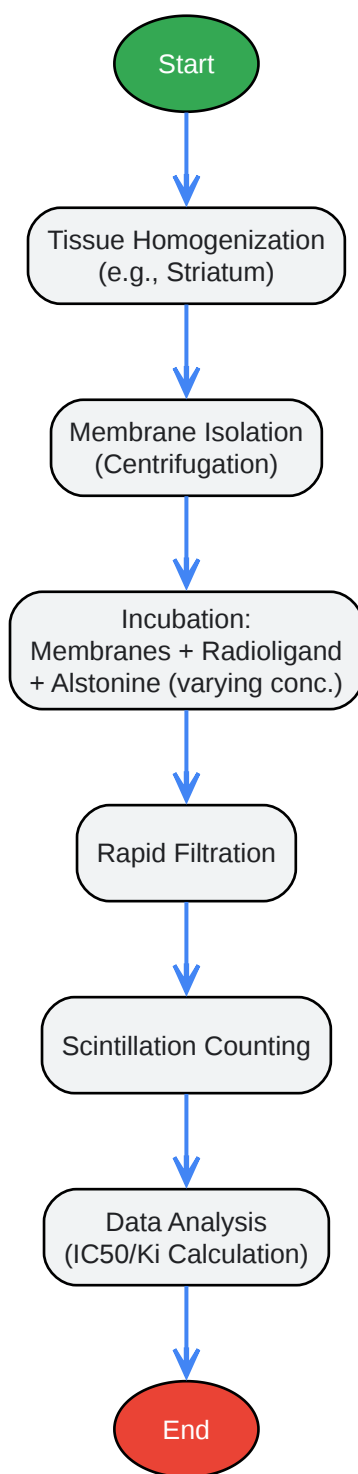 Start
Tissue Homogenization
(e.g., Striatum)
Membrane Isolation
(Centrifugation)
Incubation:
Membranes + Radioligand
+ Alstonine (varying conc.)
Rapid Filtration
Scintillation Counting
Data Analysis
(IC50/Ki Calculation)
End